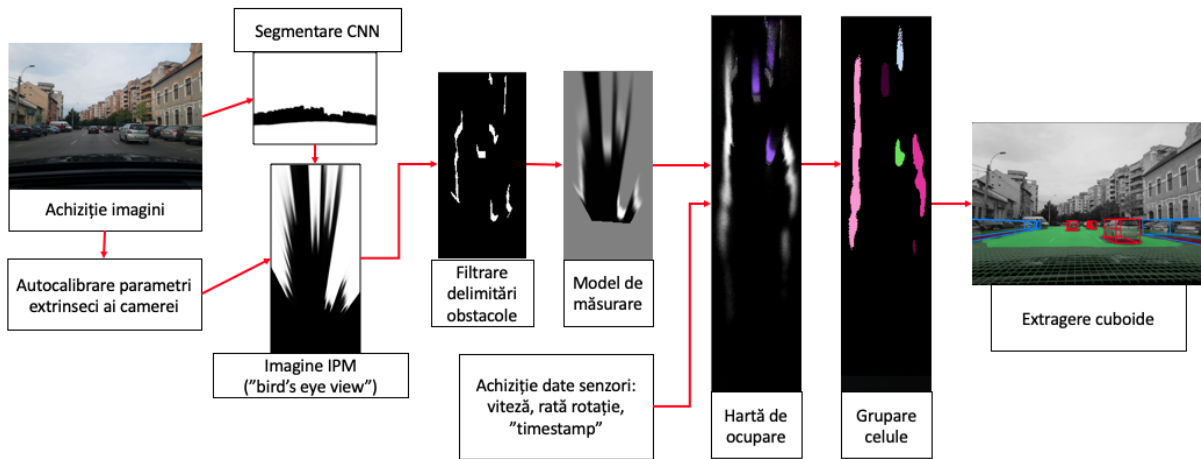 Segmentare CNN
Achiziție imagini
Autocalibrare parametri
extrinseci ai camerei
Imagine IPM
(”bird’s eye view”)
Filtrare
delimitări
obstacole
Model de
măsurare
Achiziție date senzori:
viteză, rată rotație,
”timestamp”
Hartă de
ocupare
Grupare
celule
Extragere cuboide